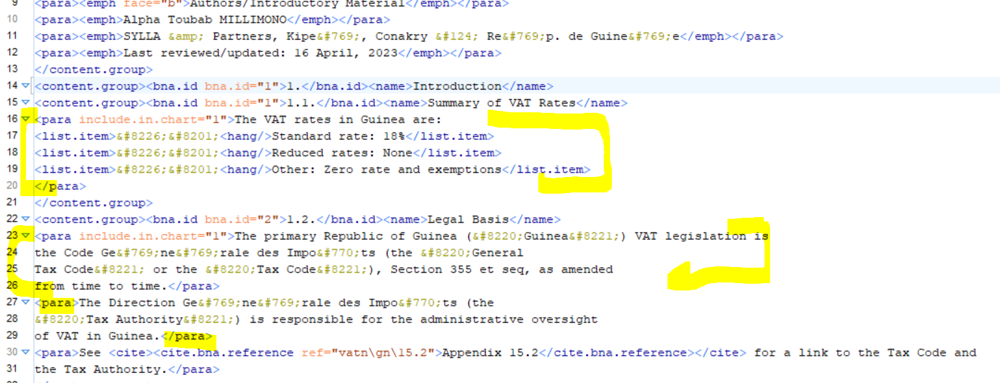 9 <para><emph face="b">Authors/Introductory Material</emph></para>
10 <para><emph>Alpha Toubab MILLIMONO</emph></para>
11 <para><emph>SYLLA &amp; Partners, Kipe&#769;, Conakry &#124; Re&#769;p. de Guine&#769;e</emph></para>
12 <para><emph>Last reviewed/updated: 16 April, 2023</emph></para>
13 </content.group>
14 <content.group><bna.id bna.id="1">1.</bna.id><name>Introduction</name>
15 <content.group><bna.id bna.id="1">1.1.</bna.id><name>Summary of VAT Rates</name>
16 <para include.in.chart="1">The VAT rates in Guinea are:
17 <list.item>&#8226;&#8201;<hang/>Standard rate: 18%</list.item>
18 <list.item>&#8226;&#8201;<hang/>Reduced rates: None</list.item>
19 <list.item>&#8226;&#8201;<hang/>Other: Zero rate and exemptions</list.item>
20 </para>
21 </content.group>
22 <content.group><bna.id bna.id="2">1.2.</bna.id><name>Legal Basis</name>
23 <para include.in.chart="1">The primary Republic of Guinea (&#8220;Guinea&#8221;) VAT legislation is
24 the Code Ge&#769;ne&#769;rale des Impo&#770;ts (the &#8220;General
25 Tax Code&#8221; or the &#8220;Tax Code&#8221;), Section 355 et seq, as amended
26 from time to time.</para>
27 <para>The Direction Ge&#769;ne&#769;rale des Impo&#770;ts (the
28 &#8220;Tax Authority&#8221;) is responsible for the administrative oversight
29 of VAT in Guinea.</para>
30 <para>See <cite><cite.bna.reference ref="vatn\gn\15.2">Appendix 15.2</cite.bna.reference></cite> for a link to the Tax Code and
31 the Tax Authority.</para>